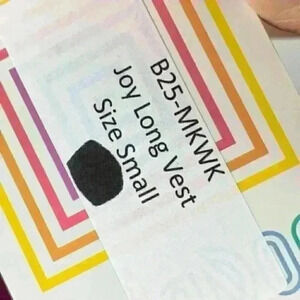 B25-MKWK
Joy Long Vest
Size Small